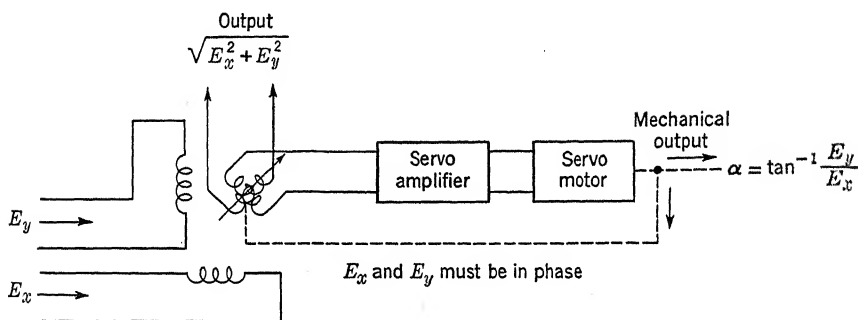 Output
√(E_x² + E_y²)
Mechanical
output
Servo
amplifier
Servo
motor
α = tan⁻¹ E_y/E_x
E_y
E_x and E_y must be in phase
E_x